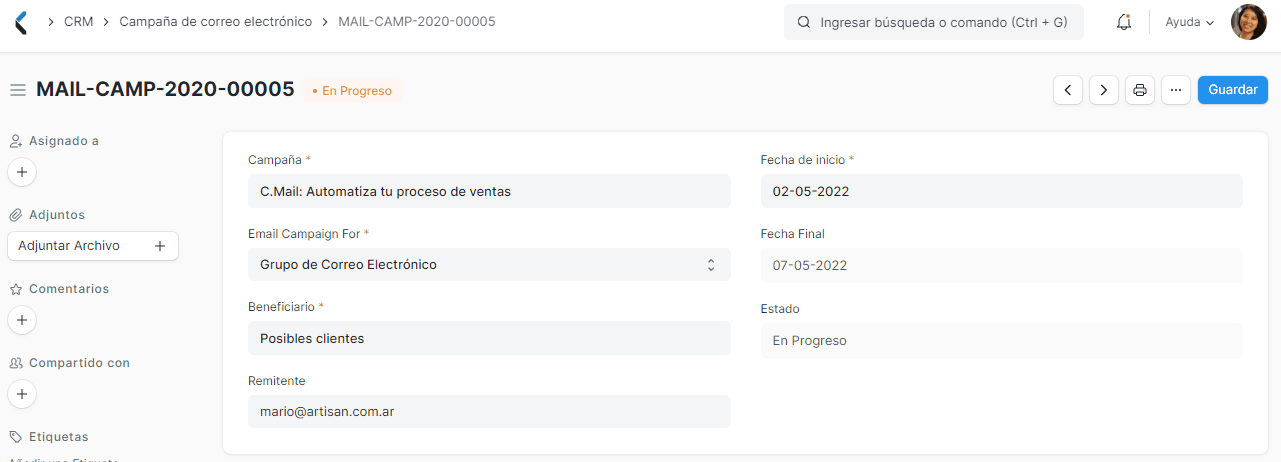 CRM > Campaña de correo electrónico > MAIL-CAMP-2020-00005
Ingresar búsqueda o comando (Ctrl + G)
Ayuda
MAIL-CAMP-2020-00005
• En Progreso
Guardar
Asignado a
Adjuntos
Adjuntar Archivo +
Comentarios
Compartido con
Etiquetas
Campaña *
C.Mail: Automatiza tu proceso de ventas
Email Campaign For *
Grupo de Correo Electrónico
Beneficiario *
Posibles clientes
Remitente
mario@artisan.com.ar
Fecha de inicio *
02-05-2022
Fecha Final
07-05-2022
Estado
En Progreso